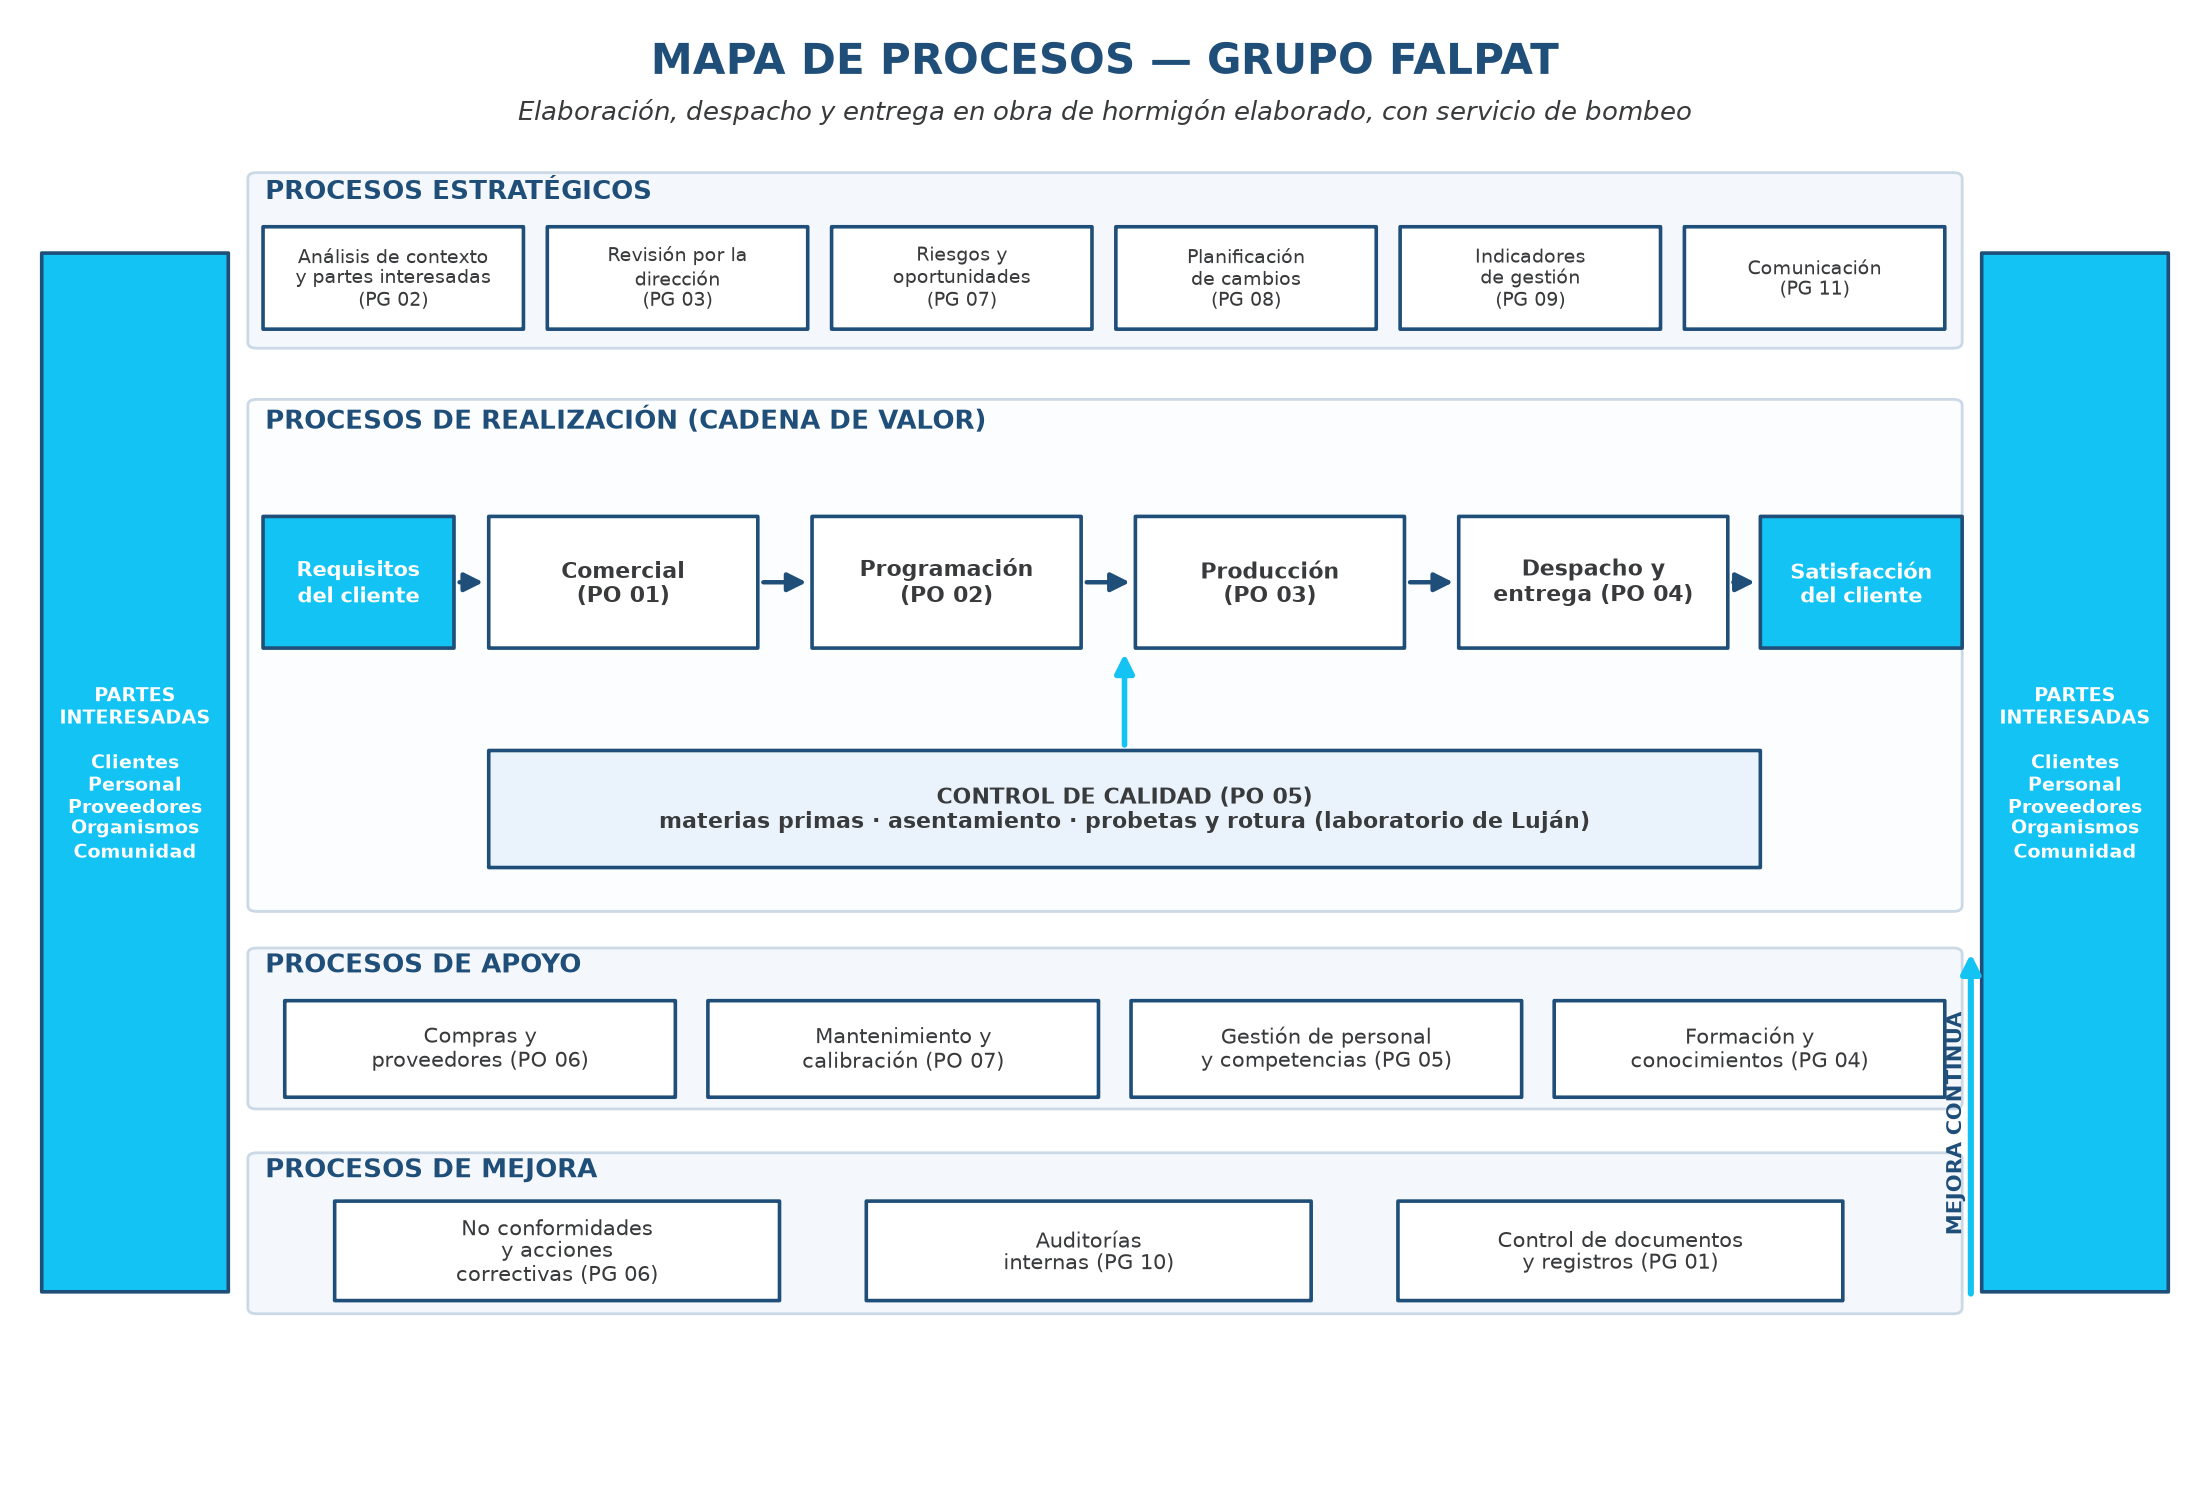 MAPA DE PROCESOS — GRUPO FALPAT
Elaboración, despacho y entrega en obra de hormigón elaborado, con servicio de bombeo
PROCESOS ESTRATÉGICOS
Análisis de contexto
y partes interesadas
(PG 02)
Revisión por la
dirección
(PG 03)
Riesgos y
oportunidades
(PG 07)
Planificación
de cambios
(PG 08)
Indicadores
de gestión
(PG 09)
Comunicación
(PG 11)
PARTES
INTERESADAS
Clientes
Personal
Proveedores
Organismos
Comunidad
PROCESOS DE REALIZACIÓN (CADENA DE VALOR)
Requisitos
del cliente
Comercial
(PO 01)
Programación
(PO 02)
Producción
(PO 03)
Despacho y
entrega (PO 04)
Satisfacción
del cliente
CONTROL DE CALIDAD (PO 05)
materias primas · asentamiento · probetas y rotura (laboratorio de Luján)
PARTES
INTERESADAS
Clientes
Personal
Proveedores
Organismos
Comunidad
PROCESOS DE APOYO
Compras y
proveedores (PO 06)
Mantenimiento y
calibración (PO 07)
Gestión de personal
y competencias (PG 05)
Formación y
conocimientos (PG 04)
MEJORA CONTINUA
PROCESOS DE MEJORA
No conformidades
y acciones
correctivas (PG 06)
Auditorías
internas (PG 10)
Control de documentos
y registros (PG 01)